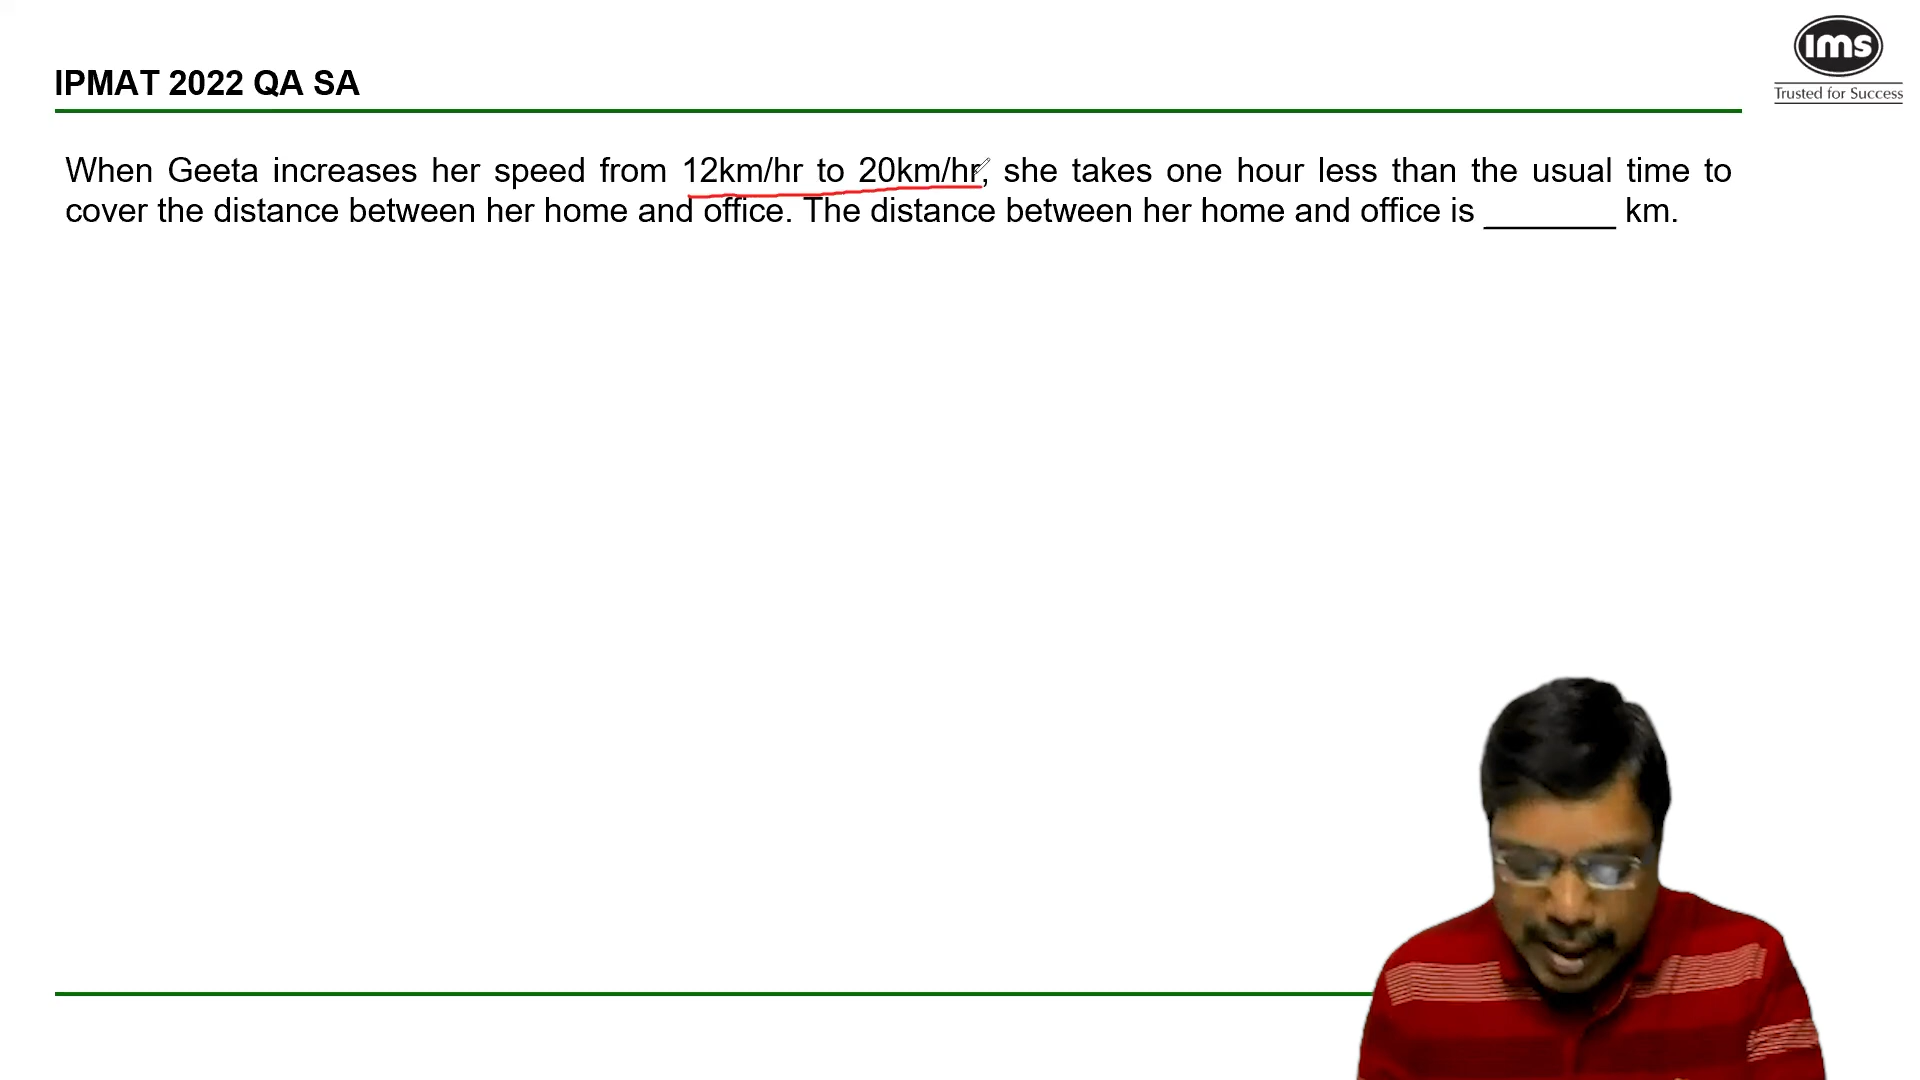 ims
Trusted for Success
IPMAT 2022 QA SA
When Geeta increases her speed from 12km/hr to 20km/hr, she takes one hour less than the usual time to
cover the distance between her home and office. The distance between her home and office is _______ km.